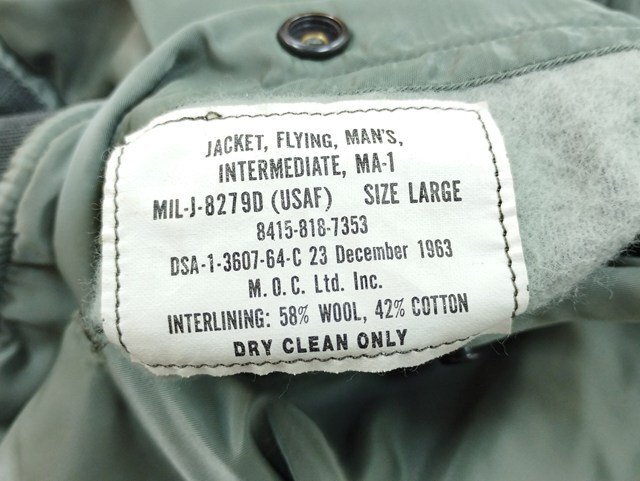 JACKET, FLYING, MAN'S,
INTERMEDIATE, MA-1
MIL-J-8279D (USAF) SIZE LARGE
8415-818-7353
DSA-1-3607-64-C 23 December 1963
M.O.C. Ltd. Inc.
INTERLINING: 58% WOOL, 42% COTTON
DRY CLEAN ONLY